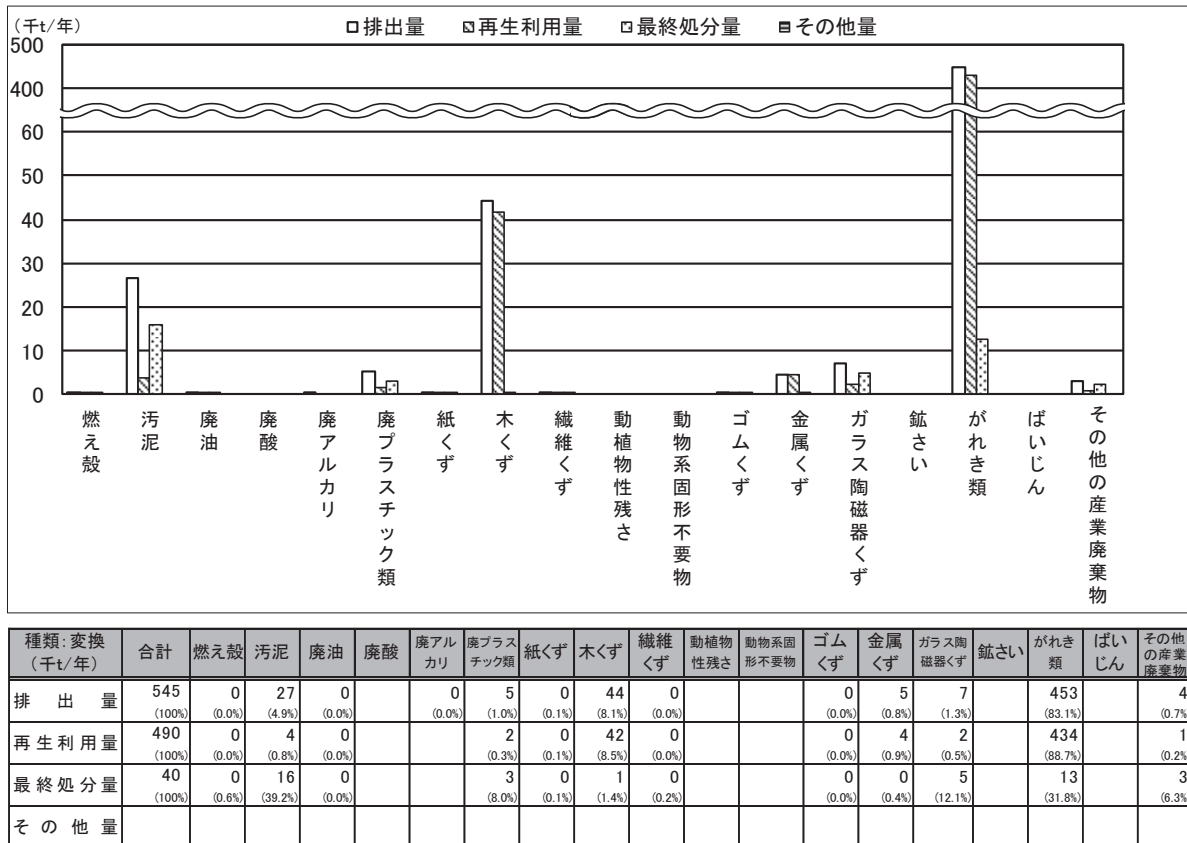 （千t/年）
排出量 再生利用量 最終処分量 その他量
500
400
60
50
40
30
20
10
0
燃え殻
汚泥
廃油
廃酸
廃アルカリ
廃プラスチック類
紙くず
木くず
繊維くず
動植物性残さ
動物系固形不要物
ゴムくず
金属くず
ガラス陶磁器くず
鉱さい
がれき類
ばいじん
その他の産業廃棄物
種類：変換（千t/年） 合計 燃え殻 汚泥 廃油 廃酸 廃アルカリ 廃プラスチック類 紙くず 木くず 繊維くず 動植物性残さ 動物系固形不要物 ゴムくず 金属くず ガラス陶磁器くず 鉱さい がれき類 ばいじん その他の産業廃棄物
排出量 545 0 27 0 0 5 0 44 0 0 5 7 453 4
(100%) (0.0%) (4.9%) (0.0%) (0.0%) (1.0%) (0.1%) (8.1%) (0.0%) (0.0%) (0.8%) (1.3%) (83.1%) (0.7%)
再生利用量 490 0 4 0 2 0 42 0 0 4 2 434 1
(100%) (0.0%) (0.8%) (0.0%) (0.3%) (0.1%) (8.5%) (0.0%) (0.0%) (0.9%) (0.5%) (88.7%) (0.2%)
最終処分量 40 0 16 0 3 0 1 0 0 0 5 13 3
(100%) (0.6%) (39.2%) (0.0%) (8.0%) (0.1%) (1.4%) (0.2%) (0.0%) (0.4%) (12.1%) (31.8%) (6.3%)
その他量